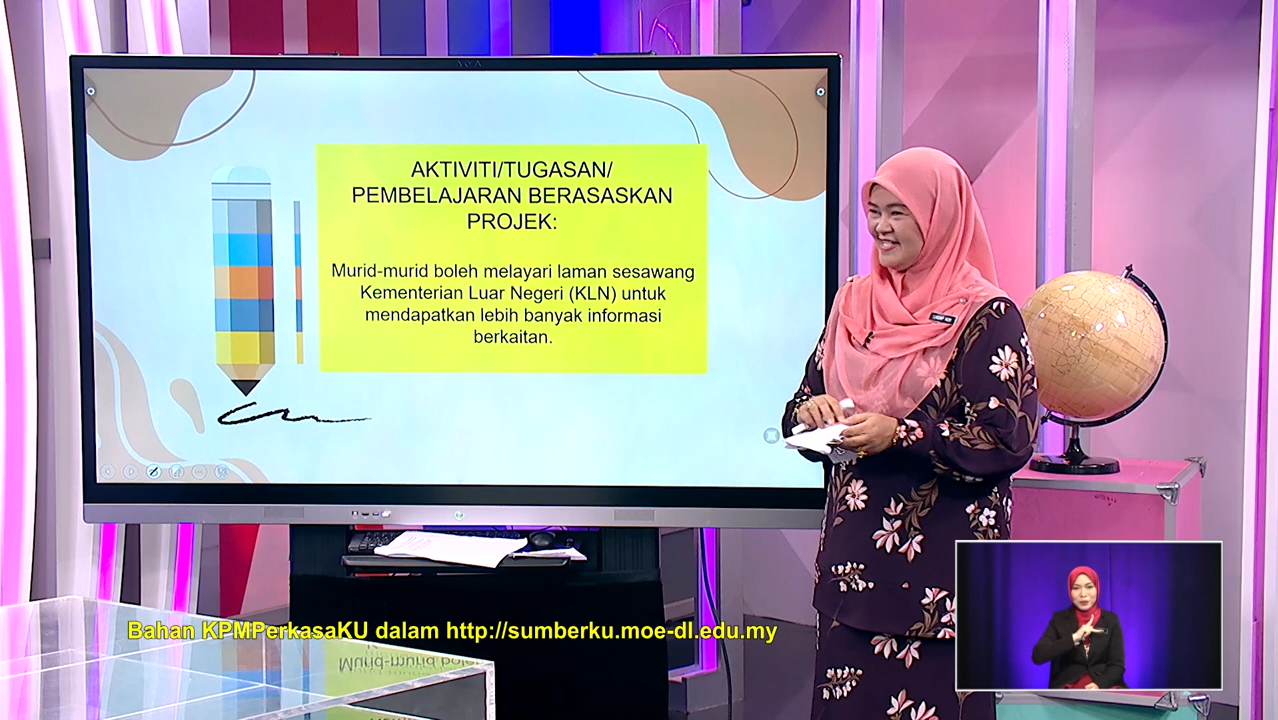 AKTIVITI/TUGASAN/
PEMBELAJARAN BERASASKAN
PROJEK:
Murid-murid boleh melayari laman sesawang
Kementerian Luar Negeri (KLN) untuk
mendapatkan lebih banyak informasi
berkaitan.
Bahan KPMPerkasaKU dalam http://sumberku.moe-dl.edu.my